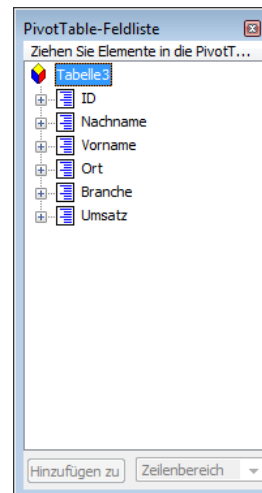 PivotTable-Feldliste
Ziehen Sie Elemente in die PivotT...
Tabelle3
ID
Nachname
Vorname
Ort
Branche
Umsatz
Hinzufügen zu Zeilenbereich